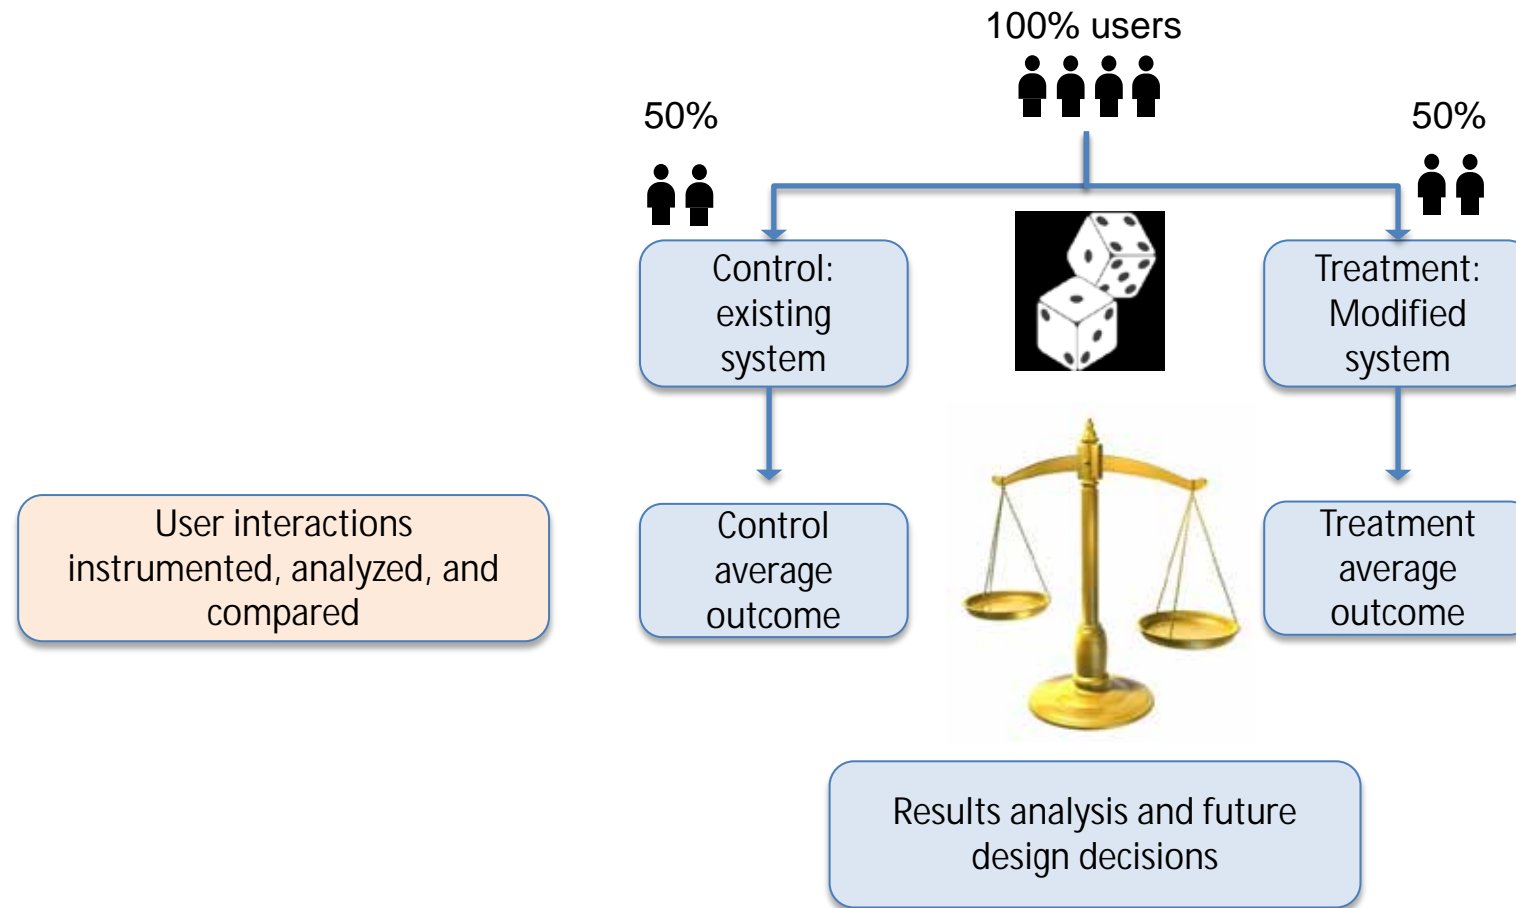 100% users
50%
50%
Control:
existing
system
Treatment:
Modified
system
User interactions
instrumented, analyzed, and
compared
Control
average
outcome
Treatment
average
outcome
Results analysis and future
design decisions